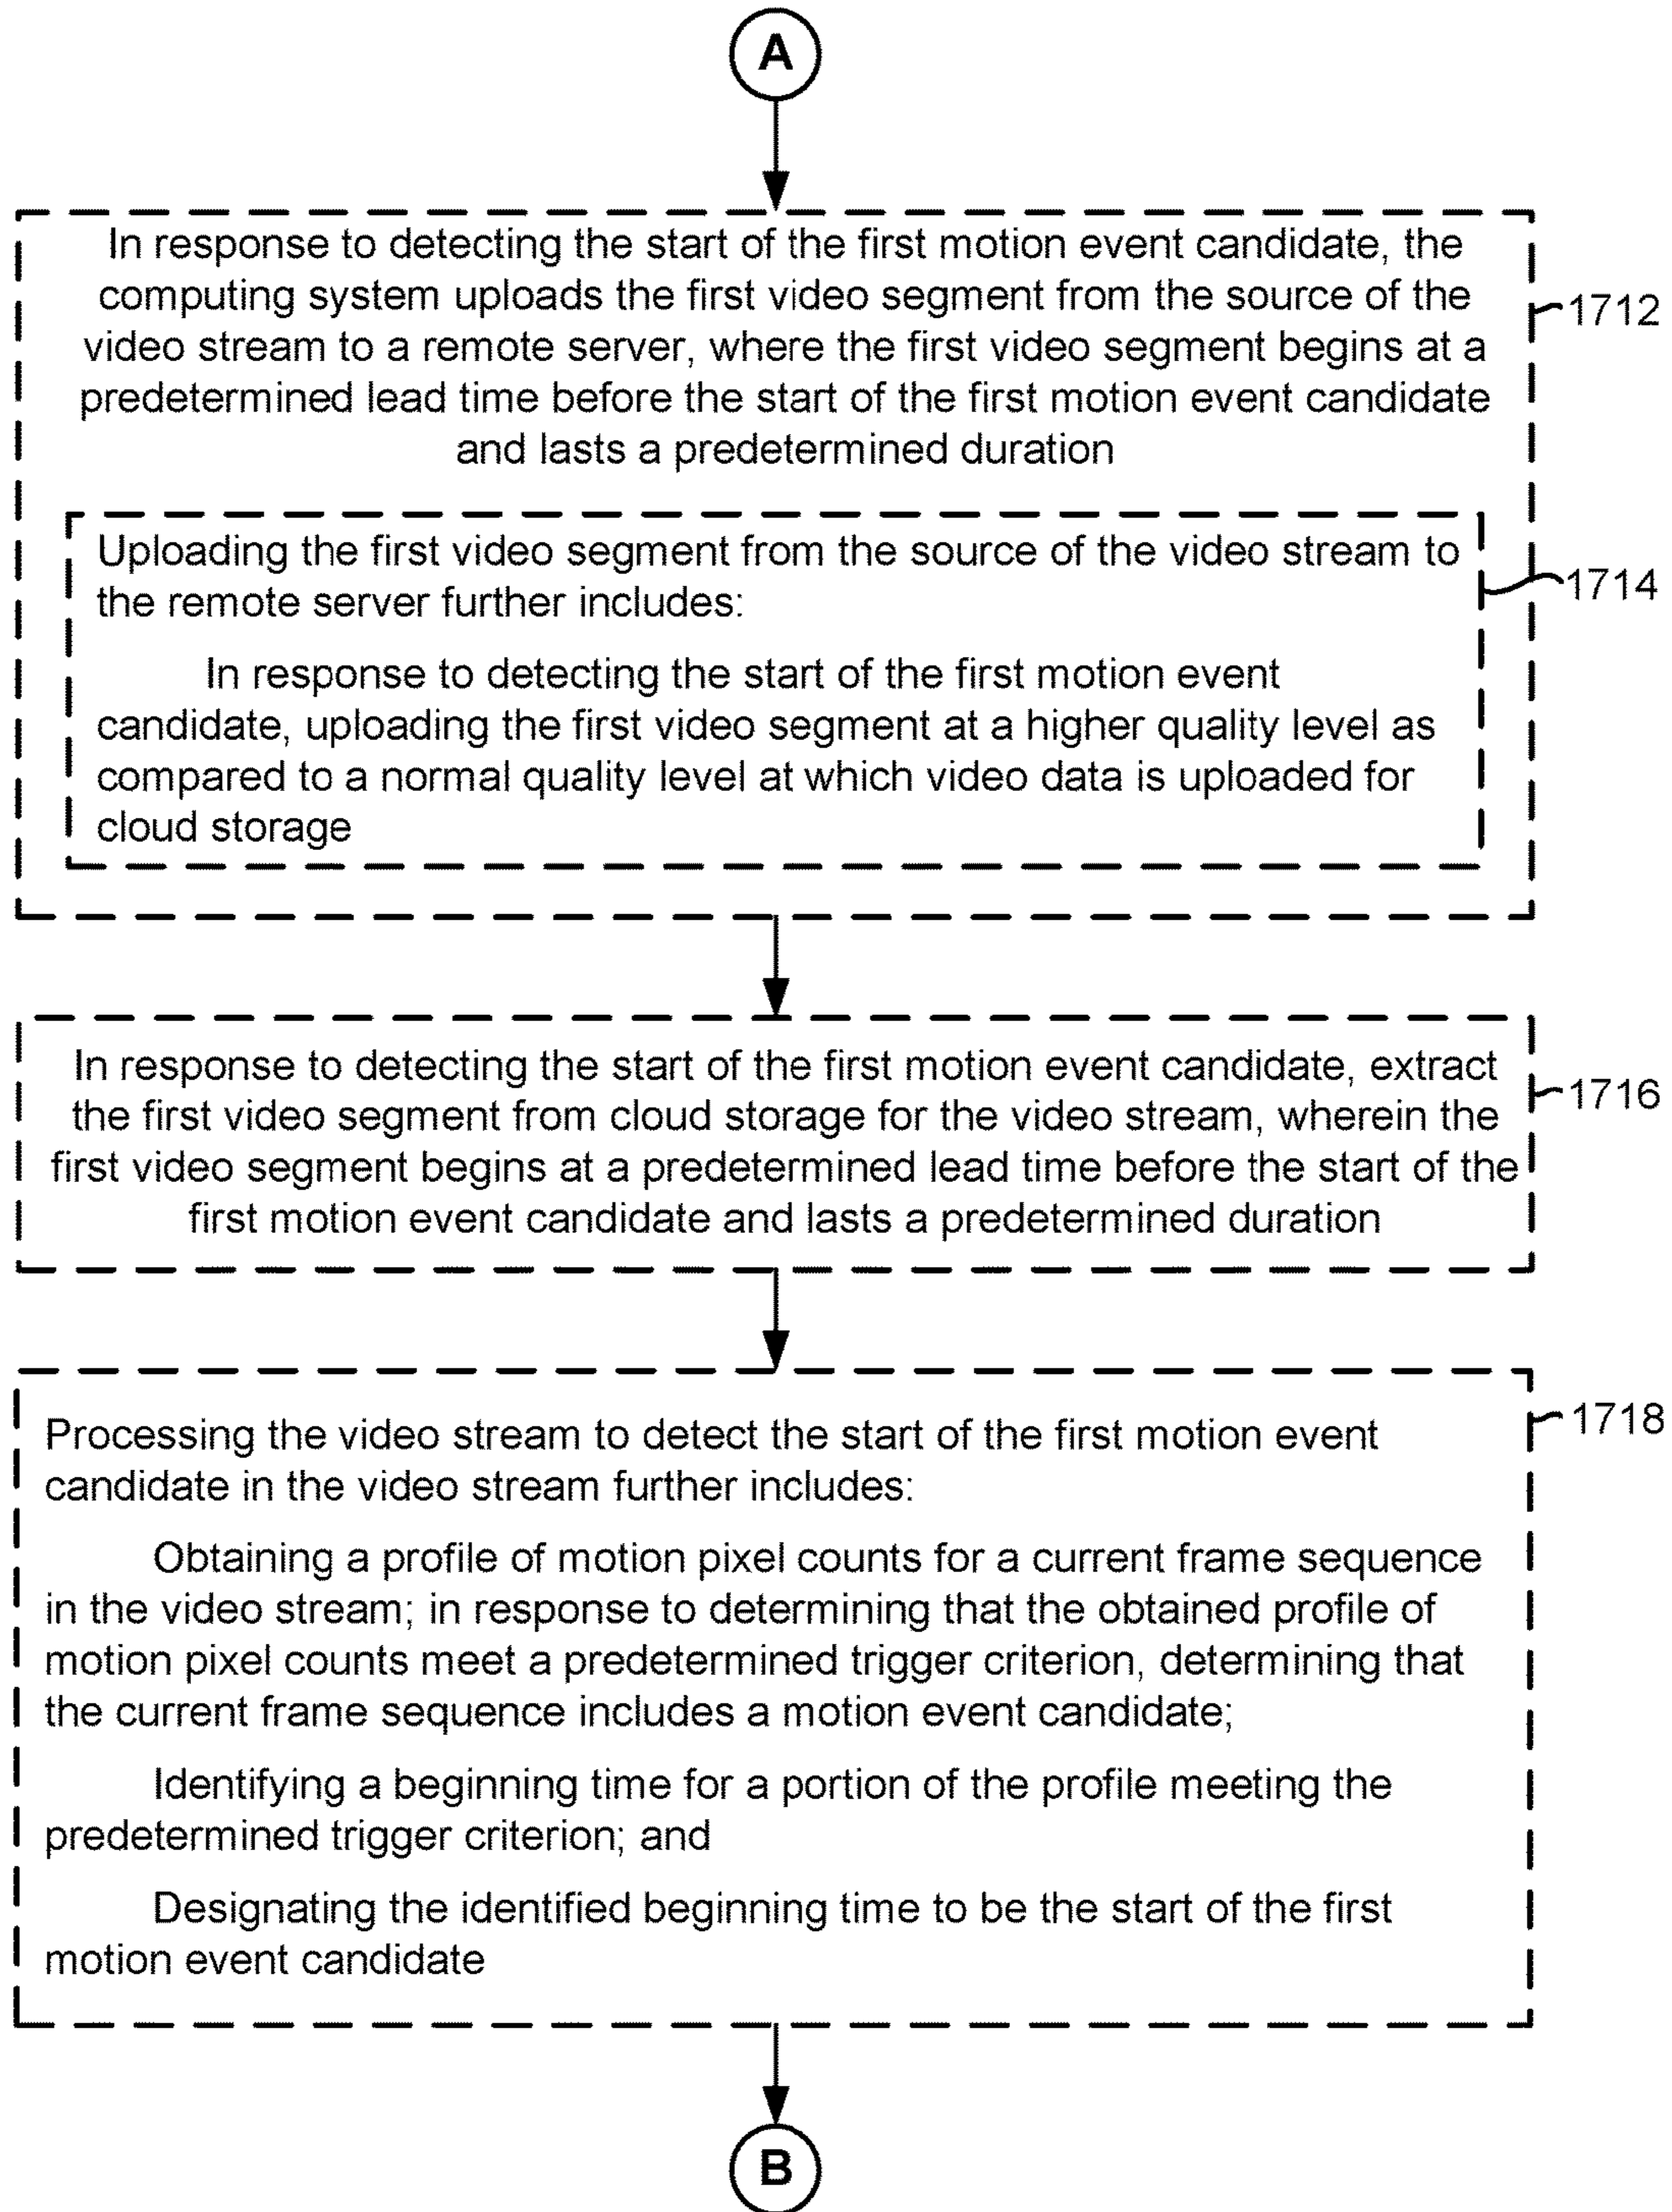 A
In response to detecting the start of the first motion event candidate, the
computing system uploads the first video segment from the source of the
video stream to a remote server, where the first video segment begins at a
predetermined lead time before the start of the first motion event candidate
and lasts a predetermined duration
1712
Uploading the first video segment from the source of the video stream to
the remote server further includes:
In response to detecting the start of the first motion event
candidate, uploading the first video segment at a higher quality level as
compared to a normal quality level at which video data is uploaded for
cloud storage
1714
In response to detecting the start of the first motion event candidate, extract
the first video segment from cloud storage for the video stream, wherein the
first video segment begins at a predetermined lead time before the start of the
first motion event candidate and lasts a predetermined duration
1716
Processing the video stream to detect the start of the first motion event
candidate in the video stream further includes:
Obtaining a profile of motion pixel counts for a current frame sequence
in the video stream; in response to determining that the obtained profile of
motion pixel counts meet a predetermined trigger criterion, determining that
the current frame sequence includes a motion event candidate;
Identifying a beginning time for a portion of the profile meeting the
predetermined trigger criterion; and
Designating the identified beginning time to be the start of the first
motion event candidate
1718
B